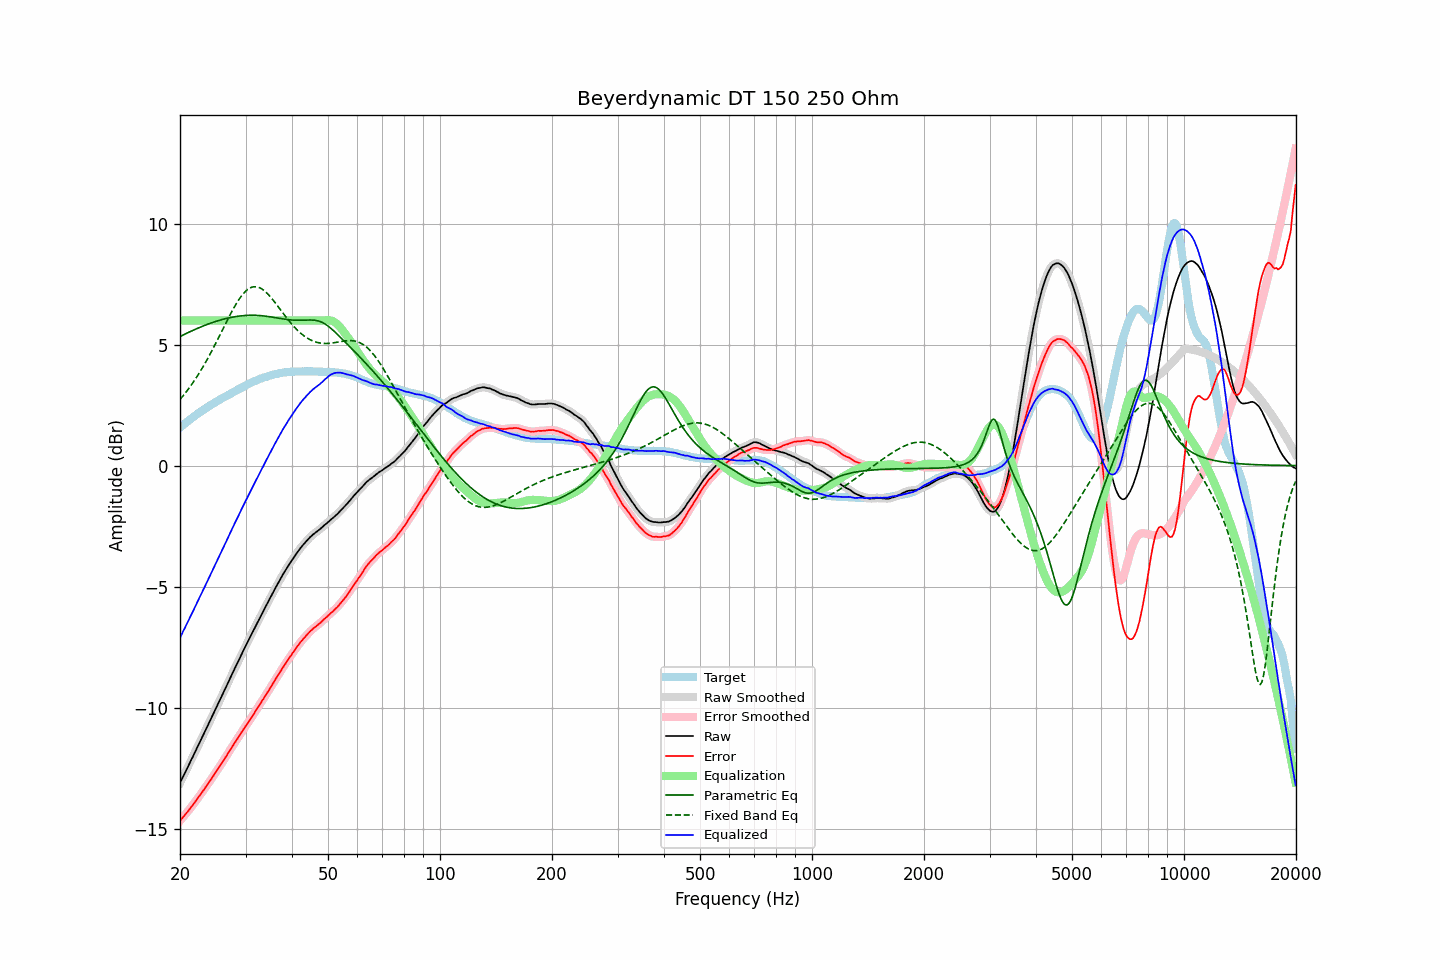 Beyerdynamic DT 150 250 Ohm
Amplitude (dBr)
10
5
0
−5
−10
−15
Target
Raw Smoothed
Error Smoothed
Raw
Error
Equalization
Parametric Eq
Fixed Band Eq
Equalized
20 50 100 200 500 1000 2000 5000 10000 20000
Frequency (Hz)